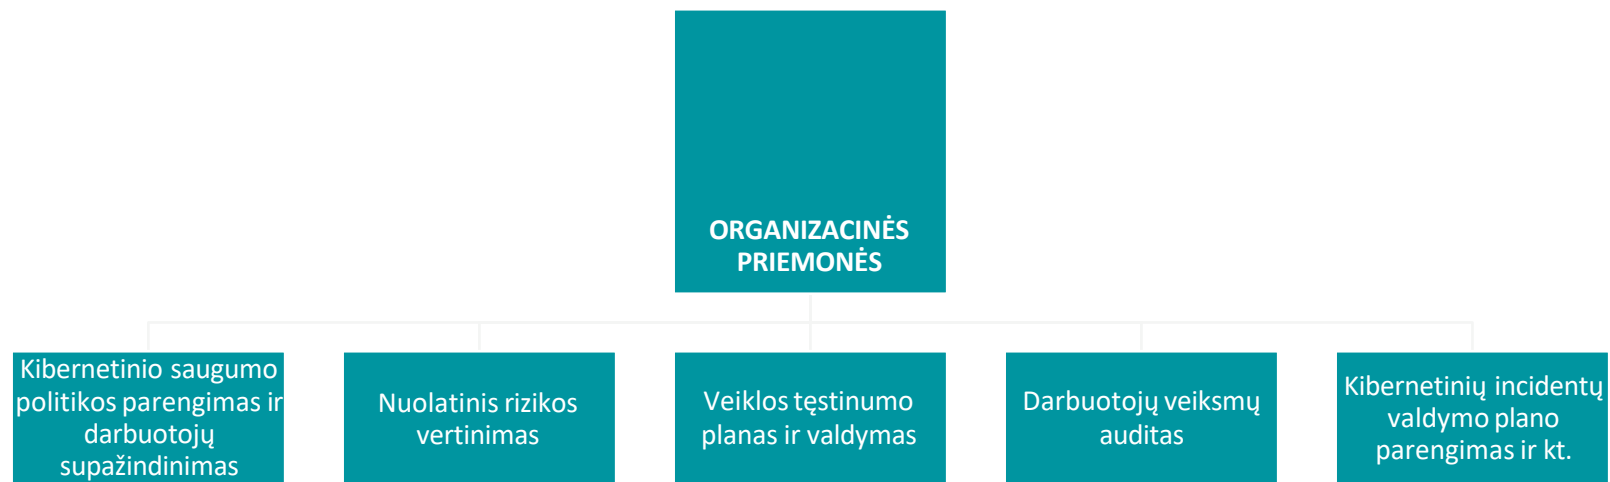 ORGANIZACINĖS
PRIEMONĖS
Kibernetinio saugumo
politikos parengimas ir
darbuotojų
supažindinimas
Nuolatinis rizikos
vertinimas
Veiklos tęstinumo
planas ir valdymas
Darbuotojų veiksmų
auditas
Kibernetinių incidentų
valdymo plano
parengimas ir kt.